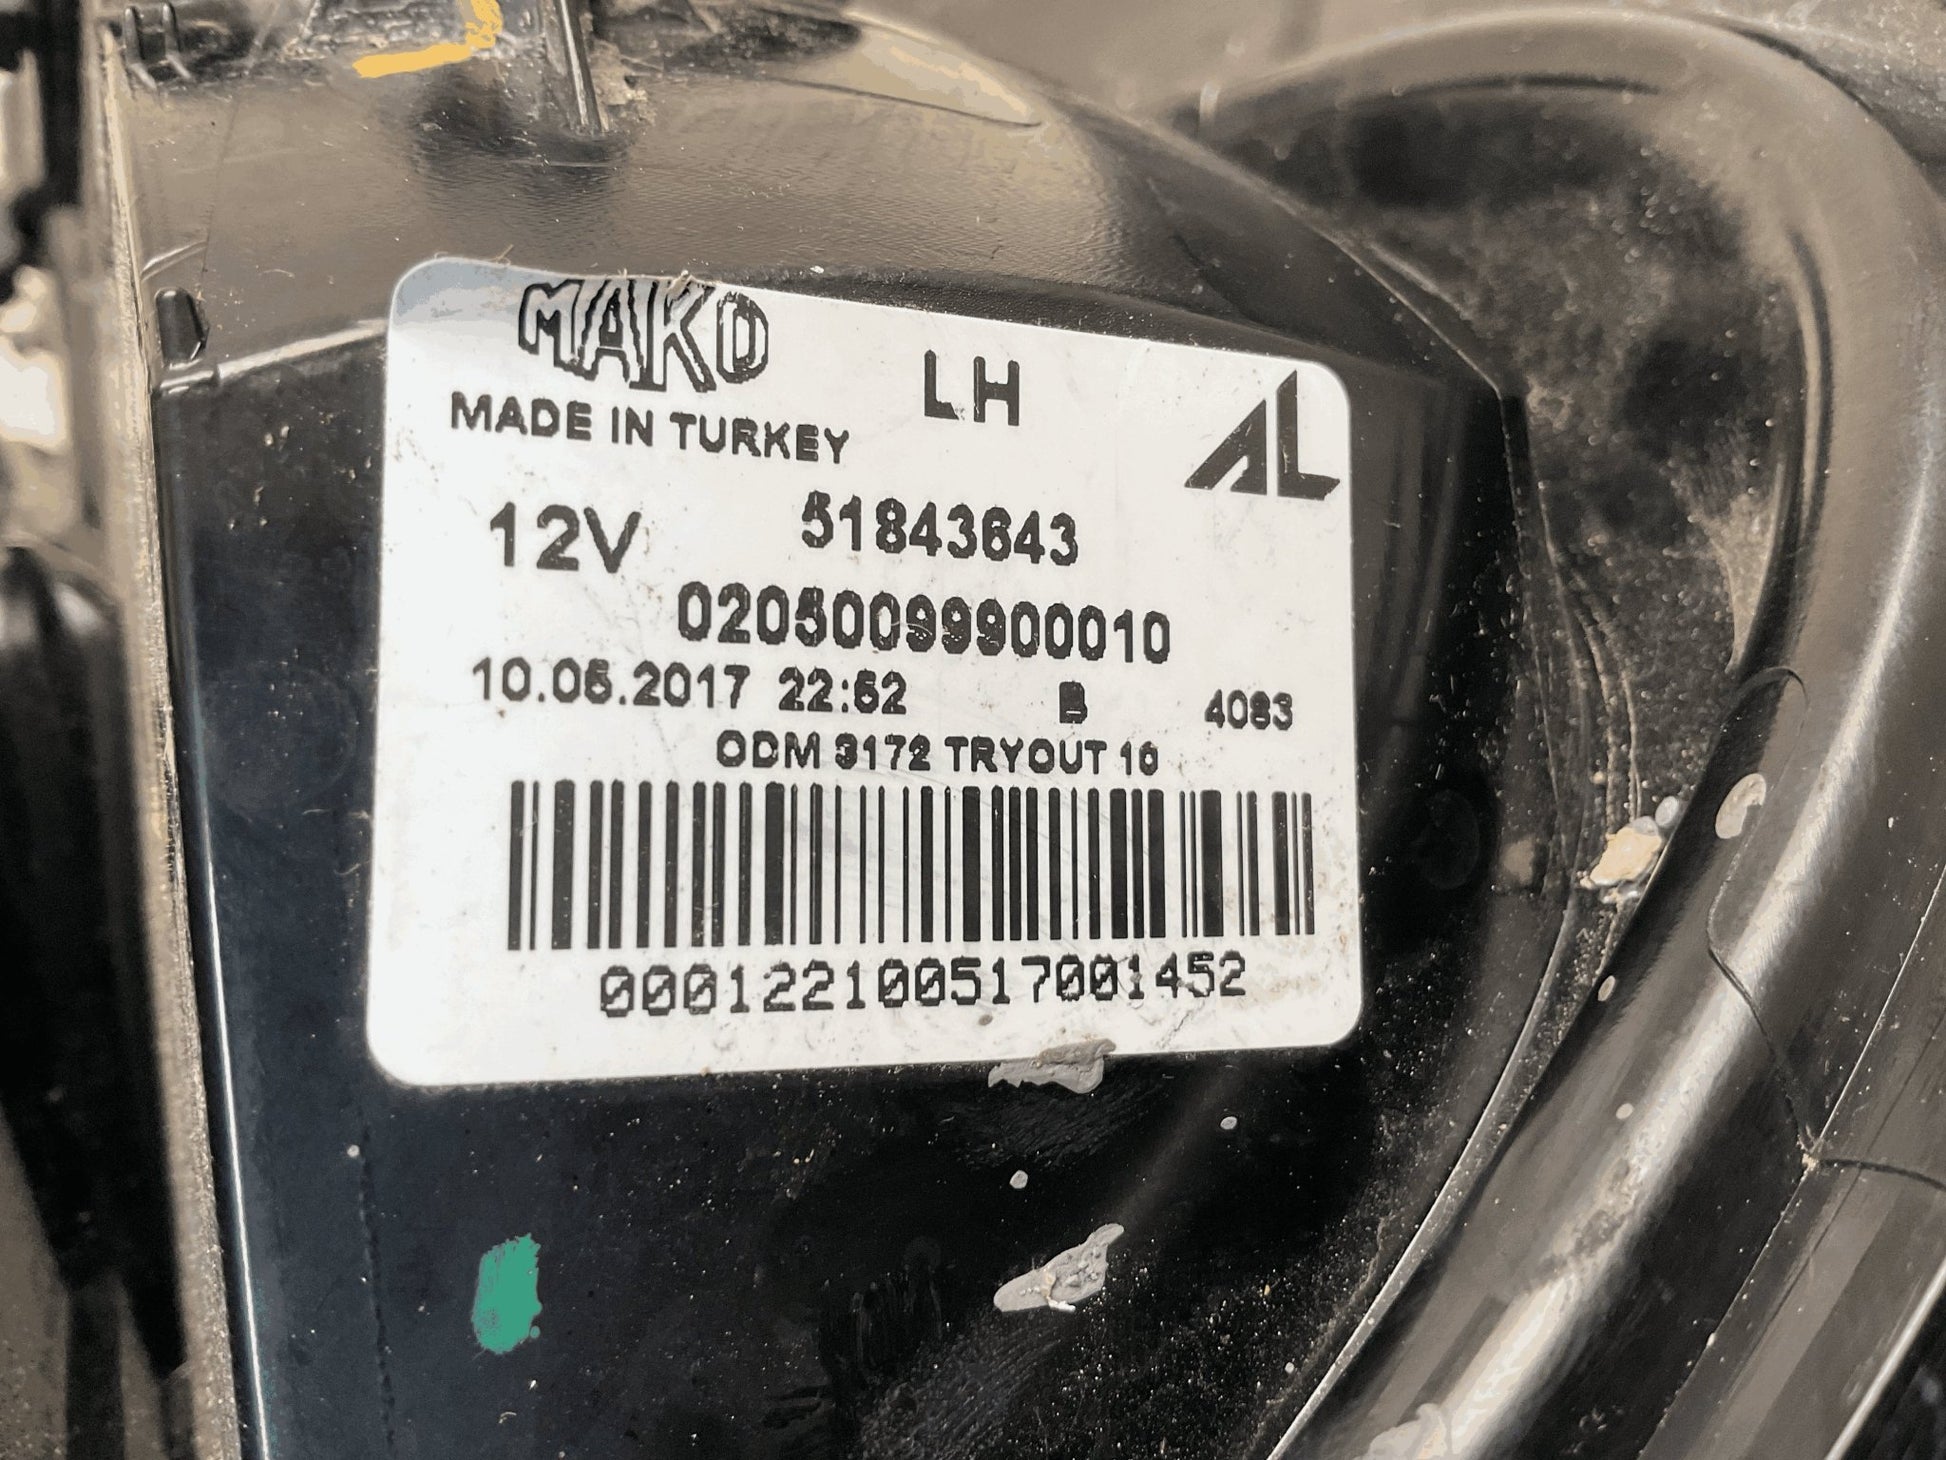 MAKO
LH
AL
MADE IN TURKEY
12V 51843643
02050099900010
10.05.2017 22:52 B 4083
ODM 3172 TRYOUT 10
000122100517001452